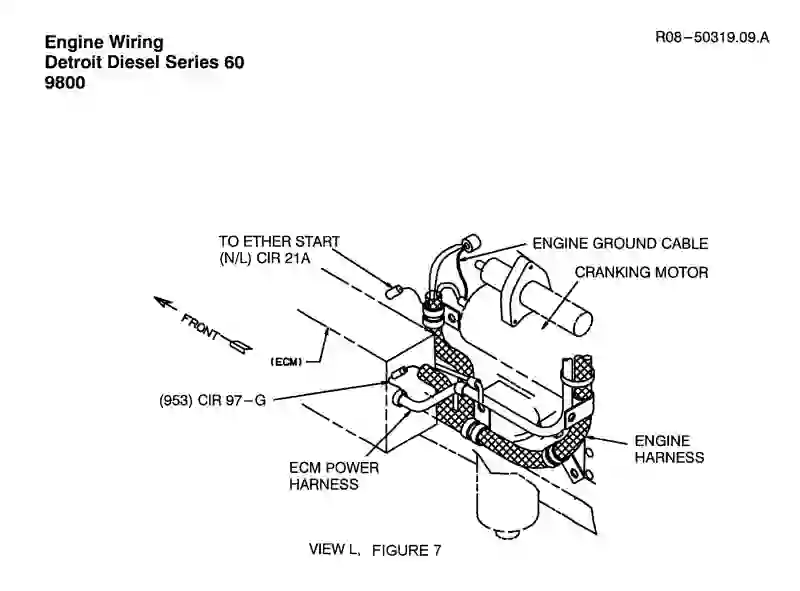 Engine Wiring
Detroit Diesel Series 60
9800
R08-50319.09.A
TO ETHER START
(N/L) CIR 21A
ENGINE GROUND CABLE
CRANKING MOTOR
FRONT
(ECM)
(953) CIR 97-G
ENGINE
HARNESS
ECM POWER
HARNESS
VIEW L, FIGURE 7